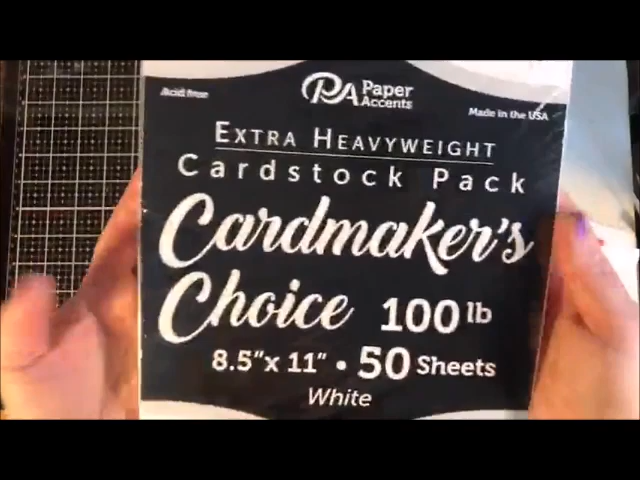 PA Paper Accents
Acid free
Made in the USA
EXTRA HEAVYWEIGHT
Cardstock Pack
Cardmaker's
Choice 100 lb
8.5"x 11" • 50 Sheets
White